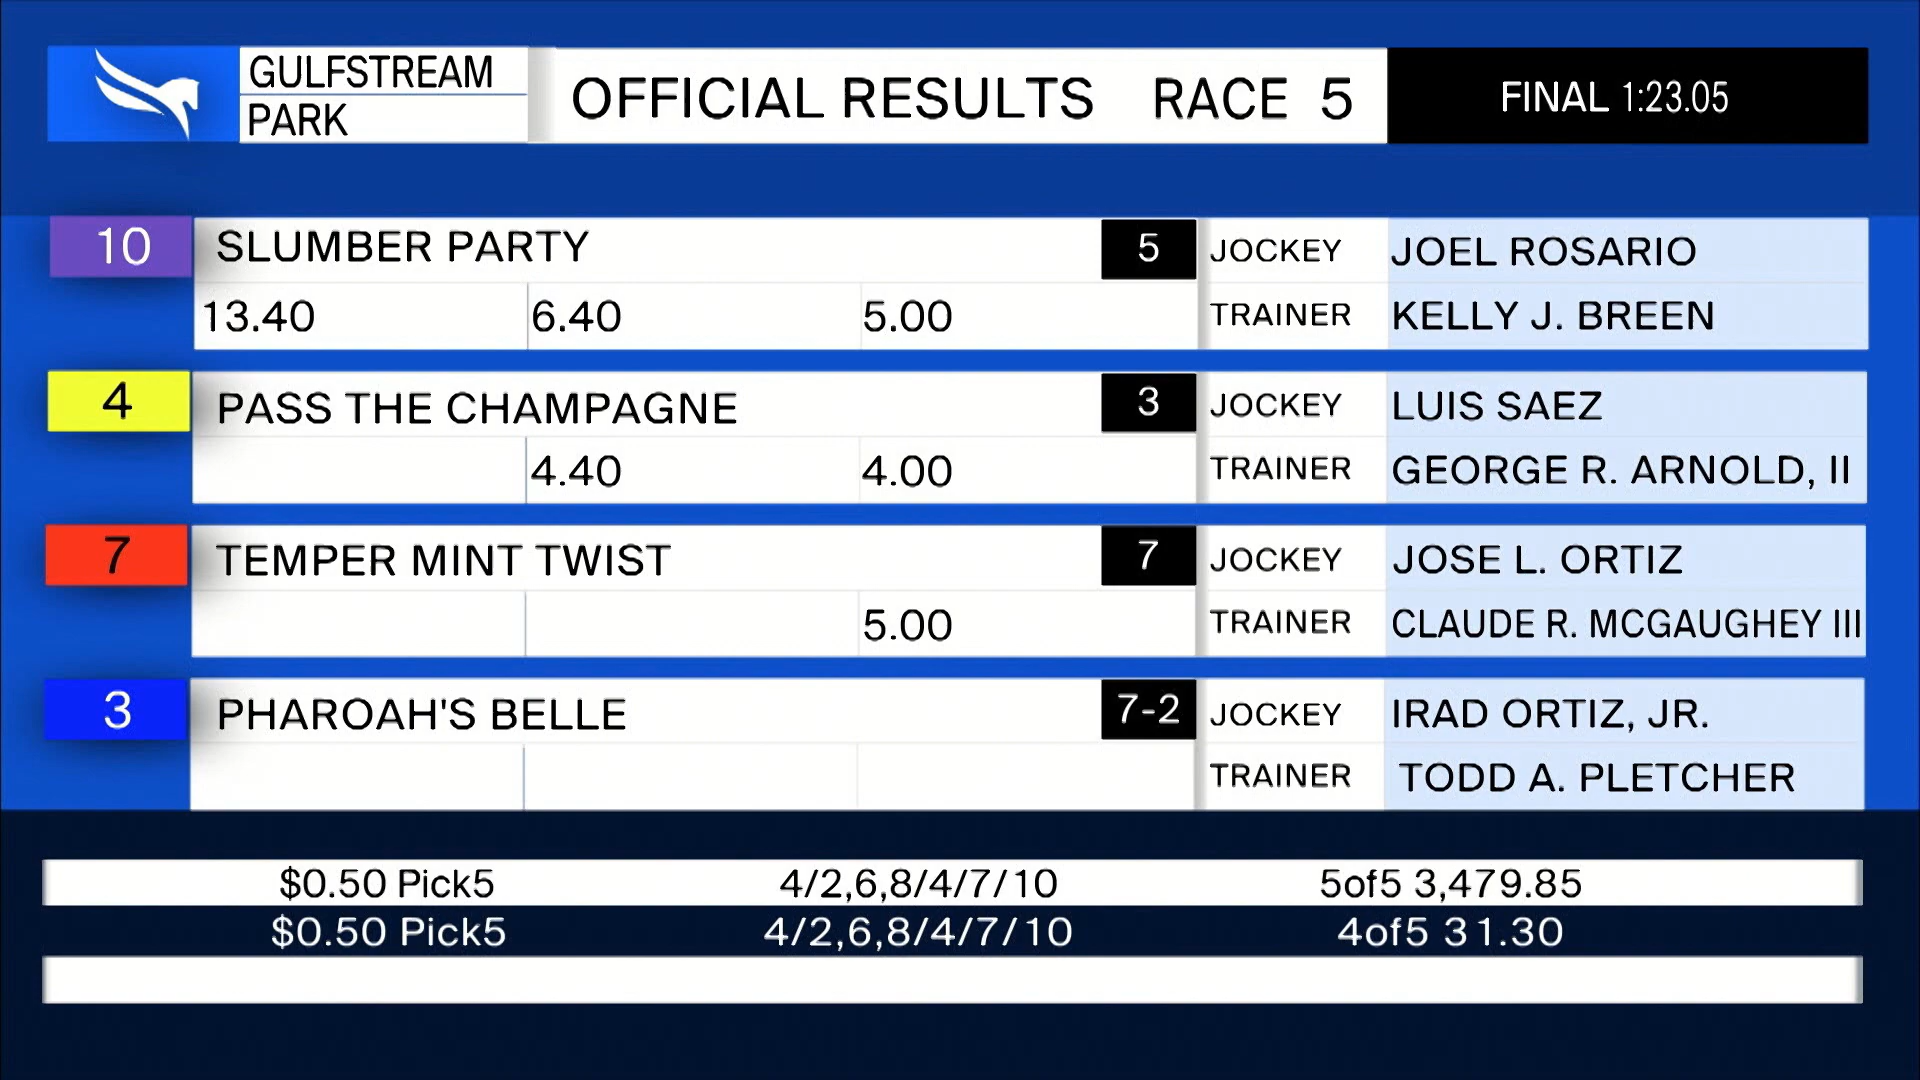 GULFSTREAM
PARK
OFFICIAL RESULTS RACE 5
FINAL 1:23.05
10 SLUMBER PARTY 5 JOCKEY JOEL ROSARIO
13.40 6.40 5.00 TRAINER KELLY J. BREEN
4 PASS THE CHAMPAGNE 3 JOCKEY LUIS SAEZ
4.40 4.00 TRAINER GEORGE R. ARNOLD, II
7 TEMPER MINT TWIST 7 JOCKEY JOSE L. ORTIZ
5.00 TRAINER CLAUDE R. MCGAUGHEY III
3 PHAROAH'S BELLE 7-2 JOCKEY IRAD ORTIZ, JR.
TRAINER TODD A. PLETCHER
$0.50 Pick5 4/2,6,8/4/7/10 5of5 3,479.85
$0.50 Pick5 4/2,6,8/4/7/10 4of5 31.30